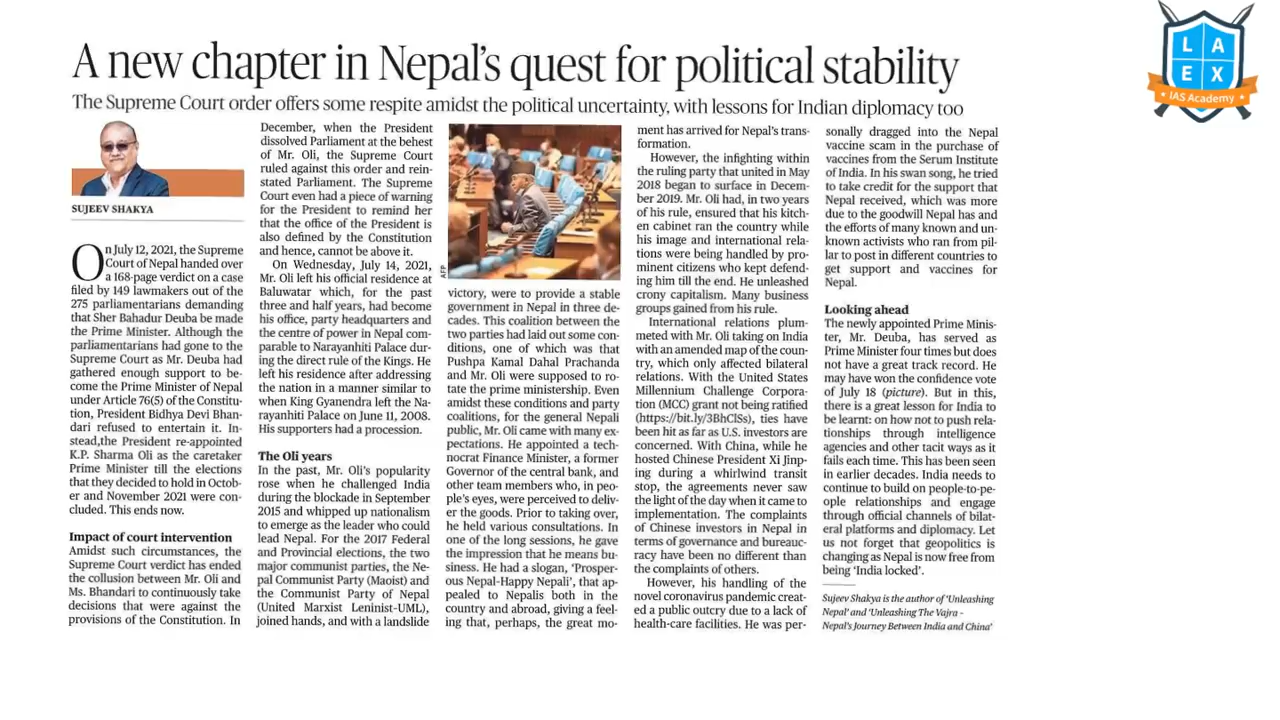 A new chapter in Nepal's quest for political stability
The Supreme Court order offers some respite amidst the political uncertainty, with lessons for Indian diplomacy too
SUJEEV SHAKYA
On July 12, 2021, the Supreme
Court of Nepal handed over
a 168-page verdict on a case
filed by 149 lawmakers out of the
275 parliamentarians demanding
that Sher Bahadur Deuba be made
the Prime Minister. Although the
parliamentarians had gone to the
Supreme Court as Mr. Deuba had
gathered enough support to be-
come the Prime Minister of Nepal
under Article 76(5) of the Constitu-
tion, President Bidhya Devi Bhan-
dari refused to entertain it. In-
stead,the President re-appointed
K.P. Sharma Oli as the caretaker
Prime Minister till the elections
that they decided to hold in Octob-
er and November 2021 were con-
cluded. This ends now.
Impact of court intervention
Amidst such circumstances, the
Supreme Court verdict has ended
the collusion between Mr. Oli and
Ms. Bhandari to continuously take
decisions that were against the
provisions of the Constitution. In
December, when the President
dissolved Parliament at the behest
of Mr. Oli, the Supreme Court
ruled against this order and rein-
stated Parliament. The Supreme
Court even had a piece of warning
for the President to remind her
that the office of the President is
also defined by the Constitution
and hence, cannot be above it.
On Wednesday, July 14, 2021,
Mr. Oli left his official residence at
Baluwatar which, for the past
three and half years, had become
his office, party headquarters and
the centre of power in Nepal com-
parable to Narayanhiti Palace dur-
ing the direct rule of the Kings. He
left his residence after addressing
the nation in a manner similar to
when King Gyanendra left the Na-
rayanhiti Palace on June 11, 2008.
His supporters had a procession.
The Oli years
In the past, Mr. Oli's popularity
rose when he challenged India
during the blockade in September
2015 and whipped up nationalism
to emerge as the leader who could
lead Nepal. For the 2017 Federal
and Provincial elections, the two
major communist parties, the Ne-
pal Communist Party (Maoist) and
the Communist Party of Nepal
(United Marxist Leninist-UML),
joined hands, and with a landslide
AFP
victory, were to provide a stable
government in Nepal in three de-
cades. This coalition between the
two parties had laid out some con-
ditions, one of which was that
Pushpa Kamal Dahal Prachanda
and Mr. Oli were supposed to ro-
tate the prime ministership. Even
amidst these conditions and party
coalitions, for the general Nepali
public, Mr. Oli came with many ex-
pectations. He appointed a tech-
nocrat Finance Minister, a former
Governor of the central bank, and
other team members who, in peo-
ple's eyes, were perceived to deliv-
er the goods. Prior to taking over,
he held various consultations. In
one of the long sessions, he gave
the impression that he means bu-
siness. He had a slogan, 'Prosper-
ous Nepal-Happy Nepali', that ap-
pealed to Nepalis both in the
country and abroad, giving a feel-
ing that, perhaps, the great mo-
ment has arrived for Nepal's trans-
formation.
However, the infighting within
the ruling party that united in May
2018 began to surface in Decem-
ber 2019. Mr. Oli had, in two years
of his rule, ensured that his kitch-
en cabinet ran the country while
his image and international rela-
tions were being handled by pro-
minent citizens who kept defend-
ing him till the end. He unleashed
crony capitalism. Many business
groups gained from his rule.
International relations plum-
meted with Mr. Oli taking on India
with an amended map of the coun-
try, which only affected bilateral
relations. With the United States
Millennium Challenge Corpora-
tion (MCC) grant not being ratified
(https://bit.ly/3BhClSs), ties have
been hit as far as U.S. investors are
concerned. With China, while he
hosted Chinese President Xi Jinp-
ing during a whirlwind transit
stop, the agreements never saw
the light of the day when it came to
implementation. The complaints
of Chinese investors in Nepal in
terms of governance and bureauc-
racy have been no different than
the complaints of others.
However, his handling of the
novel coronavirus pandemic creat-
ed a public outcry due to a lack of
health-care facilities. He was per-
sonally dragged into the Nepal
vaccine scam in the purchase of
vaccines from the Serum Institute
of India. In his swan song, he tried
to take credit for the support that
Nepal received, which was more
due to the goodwill Nepal has and
the efforts of many known and un-
known activists who ran from pil-
lar to post in different countries to
get support and vaccines for
Nepal.
Looking ahead
The newly appointed Prime Minis-
ter, Mr. Deuba, has served as
Prime Minister four times but does
not have a great track record. He
may have won the confidence vote
of July 18 (picture). But in this,
there is a great lesson for India to
be learnt: on how not to push rela-
tionships through intelligence
agencies and other tacit ways as it
fails each time. This has been seen
in earlier decades. India needs to
continue to build on people-to-pe-
ople relationships and engage
through official channels of bilat-
eral platforms and diplomacy. Let
us not forget that geopolitics is
changing as Nepal is now free from
being 'India locked'.
Sujeev Shakya is the author of 'Unleashing
Nepal' and 'Unleashing The Vajra -
Nepal's Journey Between India and China'
L A
E X
IAS Academy